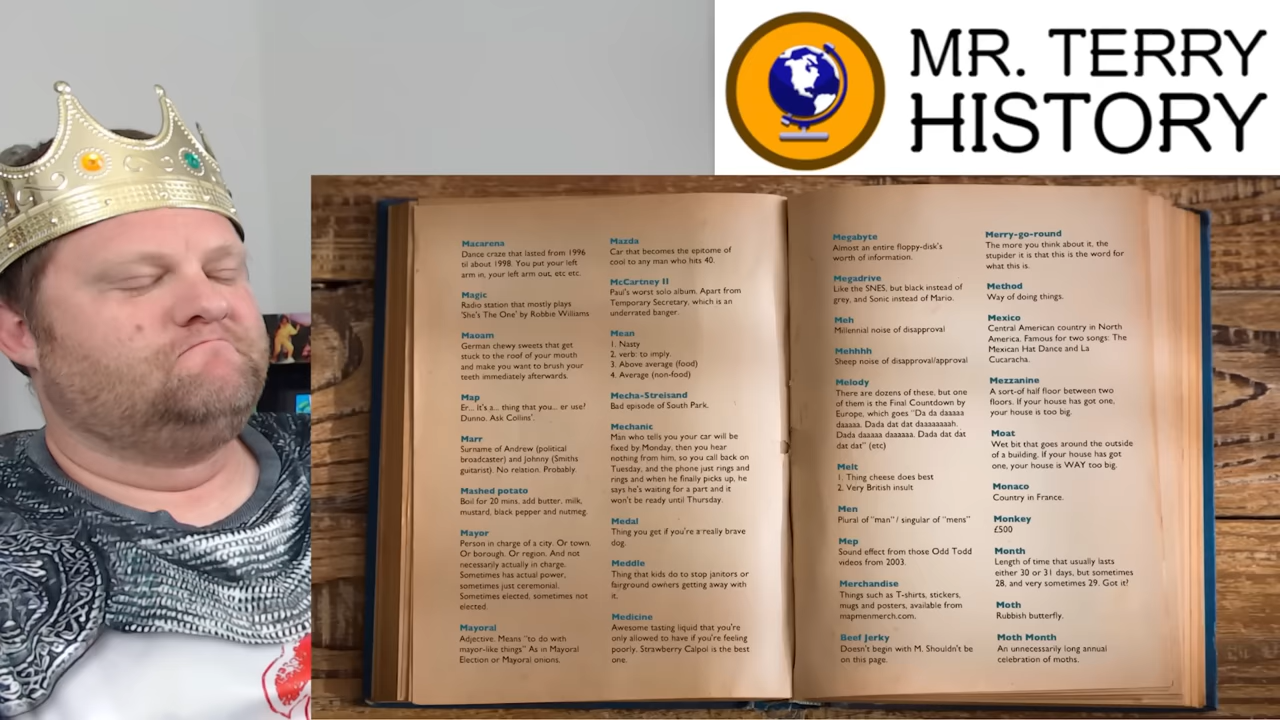 MR. TERRY
HISTORY
Macarena
Dance craze that lasted from 1996
til about 1998. You put your left
arm in, your left arm out, etc etc.
Magic
Radio station that mostly plays
'She's The One' by Robbie Williams
Maoam
German chewy sweets that get
stuck to the roof of your mouth
and make you want to brush your
teeth immediately afterwards.
Map
Er... It's a... thing that you... er use?
Dunno. Ask Collins'.
Marr
Surname of Andrew (political
broadcaster) and Johnny (Smiths
guitarist). No relation. Probably.
Mashed potato
Boil for 20 mins, add butter, milk,
mustard, black pepper and nutmeg.
Mayor
Person in charge of a city. Or town.
Or borough. Or region. And not
necessarily actually in charge.
Sometimes has actual power,
sometimes just ceremonial.
Sometimes elected, sometimes not
elected.
Mayoral
Adjective. Means "to do with
mayor-like things" As in Mayoral
Election or Mayoral onions.
Mazda
Car that becomes the epitome of
cool to any man who hits 40.
McCartney II
Paul's worst solo album. Apart from
Temporary Secretary, which is an
underrated banger.
Mean
1. Nasty
2. verb: to imply.
3. Above average (food)
4. Average (non-food)
Mecha-Streisand
Bad episode of South Park.
Mechanic
Man who tells you your car will be
fixed by Monday, then you hear
nothing from him, so you call back on
Tuesday, and the phone just rings and
rings and when he finally picks up, he
says he's waiting for a part and it
won't be ready until Thursday.
Medal
Thing you get if you're a really brave
dog.
Meddle
Thing that kids do to stop janitors or
fairground owners getting away with
it.
Medicine
Awesome tasting liquid that you're
only allowed to have if you're feeling
poorly. Strawberry Calpol is the best
one.
Megabyte
Almost an entire floppy-disk's
worth of information.
Megadrive
Like the SNES, but black instead of
grey, and Sonic instead of Mario.
Meh
Millennial noise of disapproval
Mehhhh
Sheep noise of disapproval/approval
Melody
There are dozens of these, but one
of them is the Final Countdown by
Europe, which goes "Da da daaaaa
daaaaa. Dada dat dat daaaaaaaah.
Dada daaaaa daaaaaa. Dada dat dat
dat dat" (etc)
Melt
1. Thing cheese does best
2. Very British insult
Men
Plural of "man" / singular of "mens"
Mep
Sound effect from those Odd Todd
videos from 2003.
Merchandise
Things such as T-shirts, stickers,
mugs and posters, available from
mapmenmerch.com.
Beef Jerky
Doesn't begin with M. Shouldn't be
on this page.
Merry-go-round
The more you think about it, the
stupider it is that this is the word for
what this is.
Method
Way of doing things.
Mexico
Central American country in North
America. Famous for two songs: The
Mexican Hat Dance and La
Cucaracha.
Mezzanine
A sort-of half floor between two
floors. If your house has got one,
your house is too big.
Moat
Wet bit that goes around the outside
of a building. If your house has got
one, your house is WAY too big.
Monaco
Country in France.
Monkey
£500
Month
Length of time that usually lasts
either 30 or 31 days, but sometimes
28, and very sometimes 29. Got it?
Moth
Rubbish butterfly.
Moth Month
An unnecessarily long annual
celebration of moths.